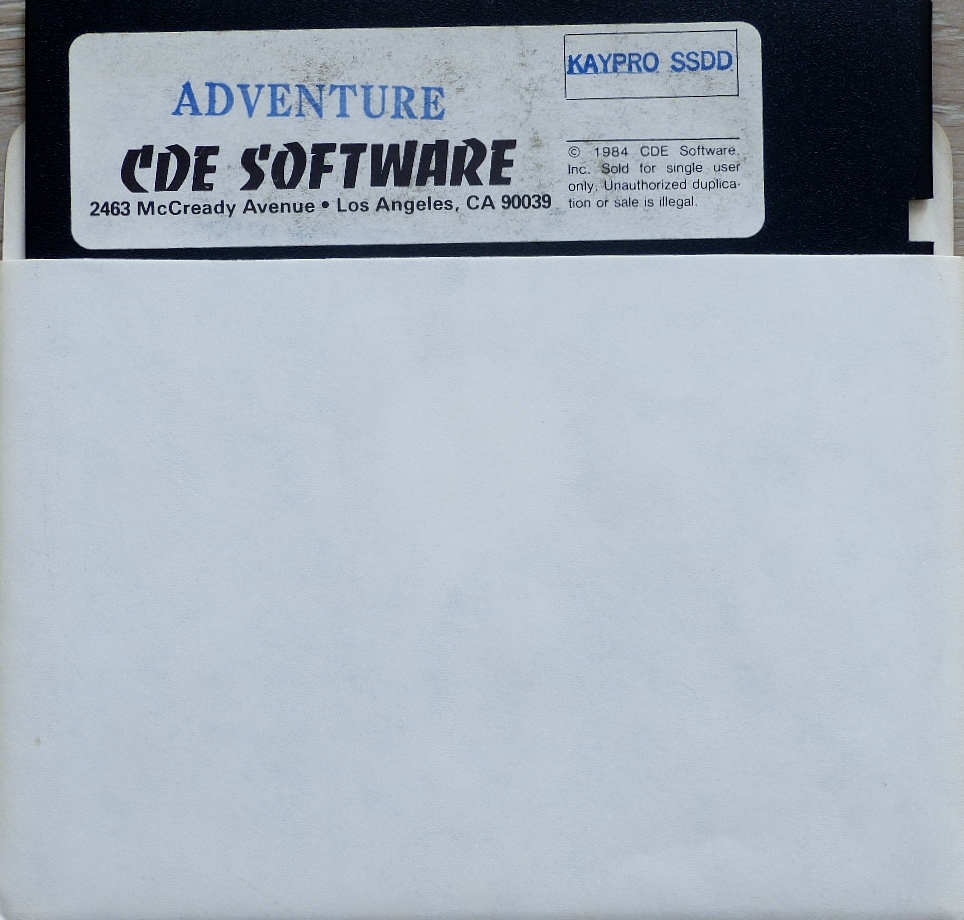 KAYPRO SSDD
ADVENTURE
CDE SOFTWARE
2463 McCready Avenue • Los Angeles, CA 90039
© 1984 CDE Software,
Inc. Sold for single user
only. Unauthorized duplica-
tion or sale is illegal.